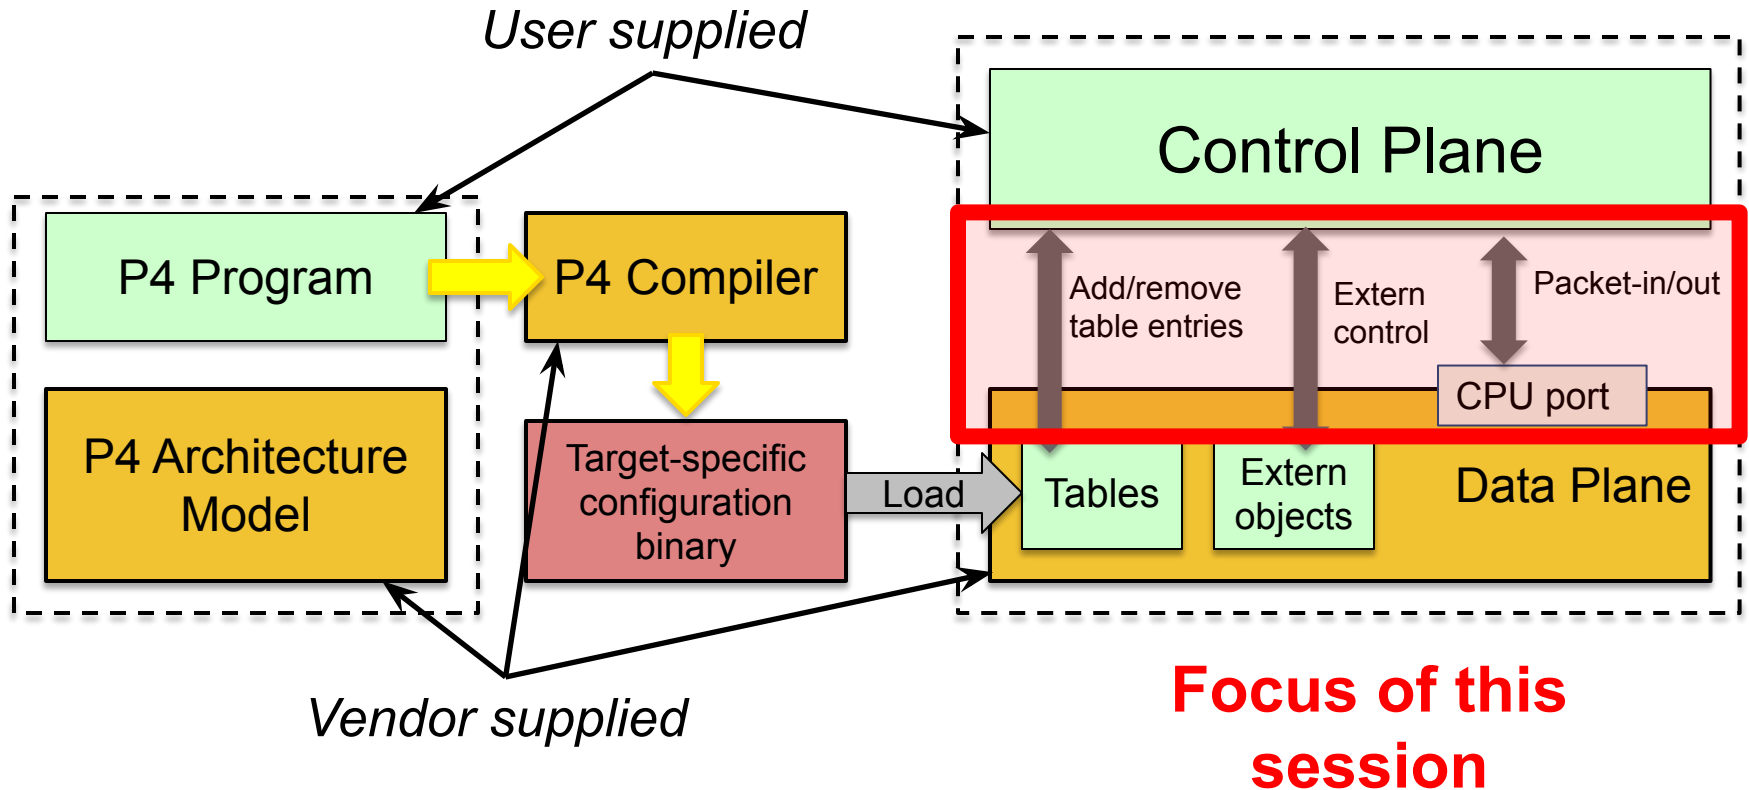 User supplied
Control Plane
P4 Program
P4 Compiler
Add/remove
table entries
Extern
control
Packet-in/out
CPU port
P4 Architecture
Model
Target-specific
configuration
binary
Load
Tables
Extern
objects
Data Plane
Vendor supplied
Focus of this
session